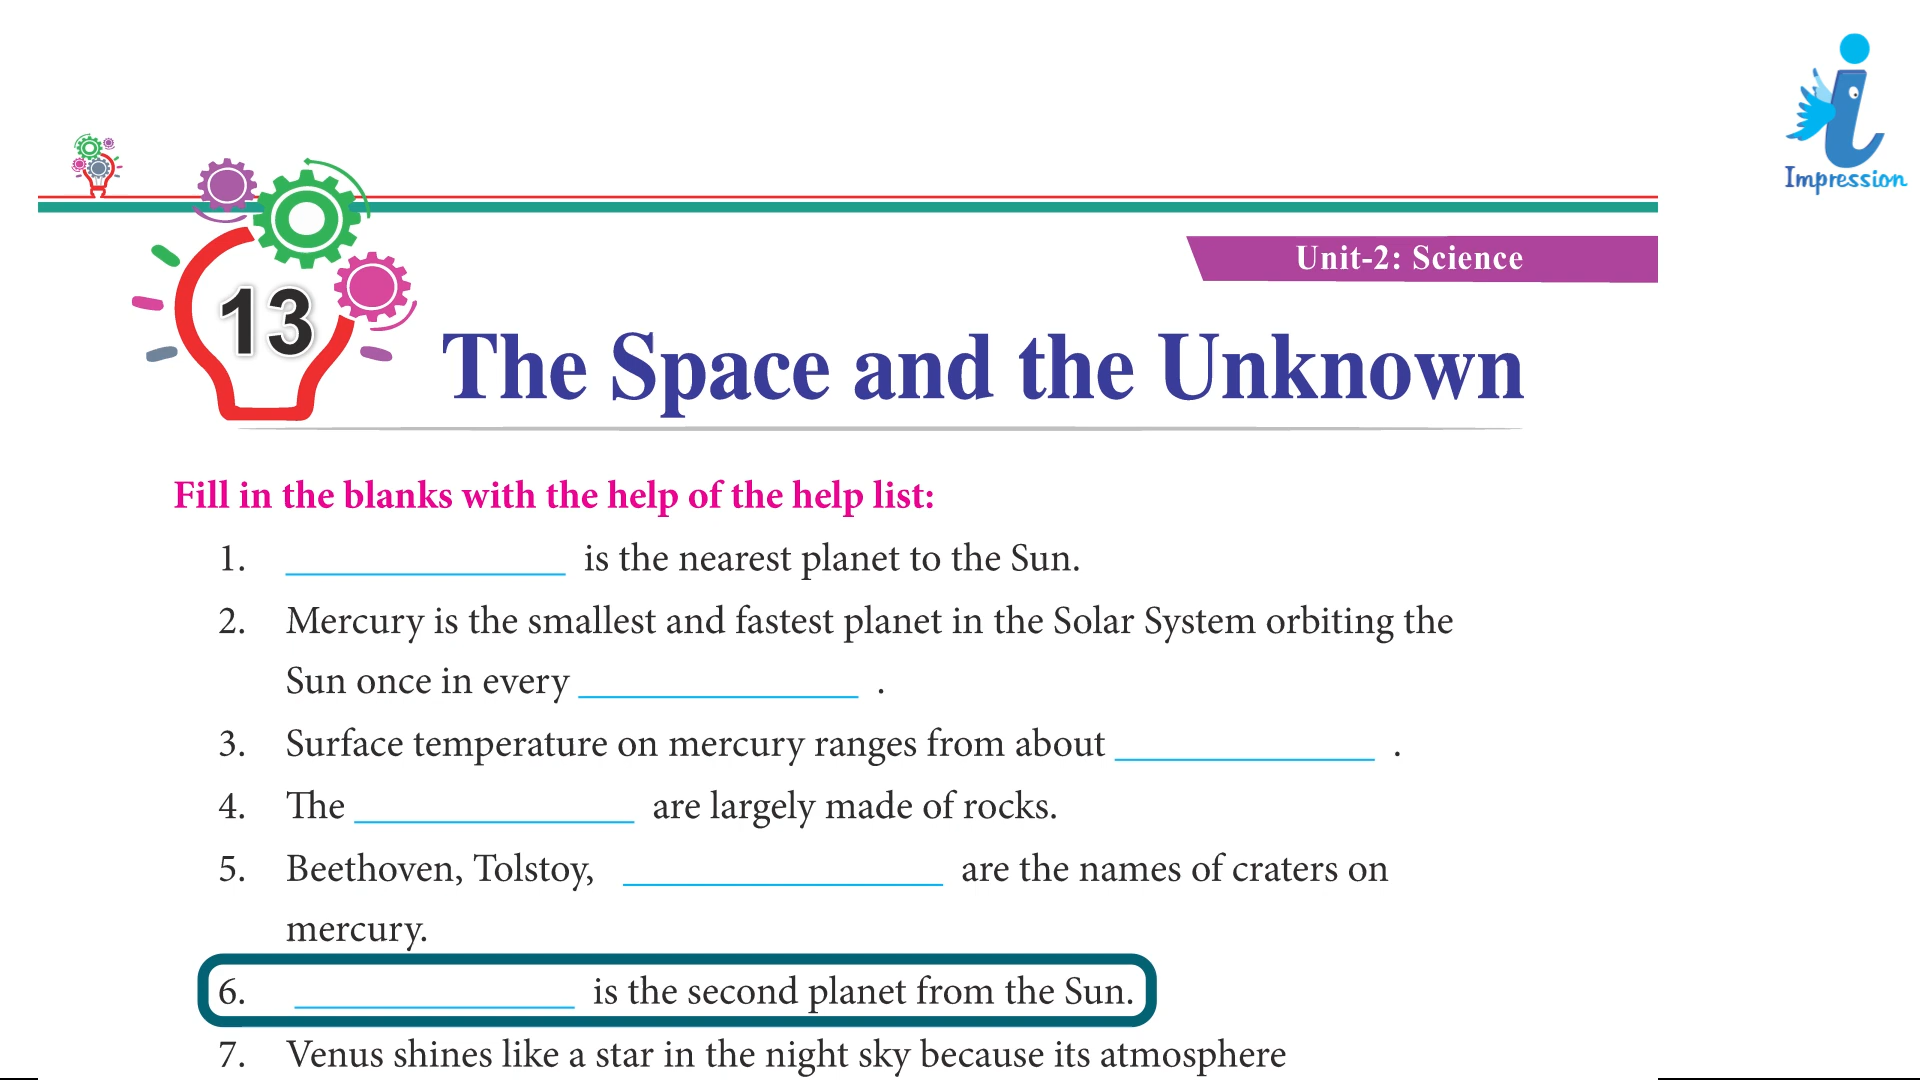 Impression
Unit-2: Science
13
The Space and the Unknown
Fill in the blanks with the help of the help list:
1. ______________ is the nearest planet to the Sun.
2. Mercury is the smallest and fastest planet in the Solar System orbiting the
Sun once in every ______________ .
3. Surface temperature on mercury ranges from about _____________ .
4. The ______________ are largely made of rocks.
5. Beethoven, Tolstoy, ________________ are the names of craters on
mercury.
6. ______________ is the second planet from the Sun.
7. Venus shines like a star in the night sky because its atmosphere